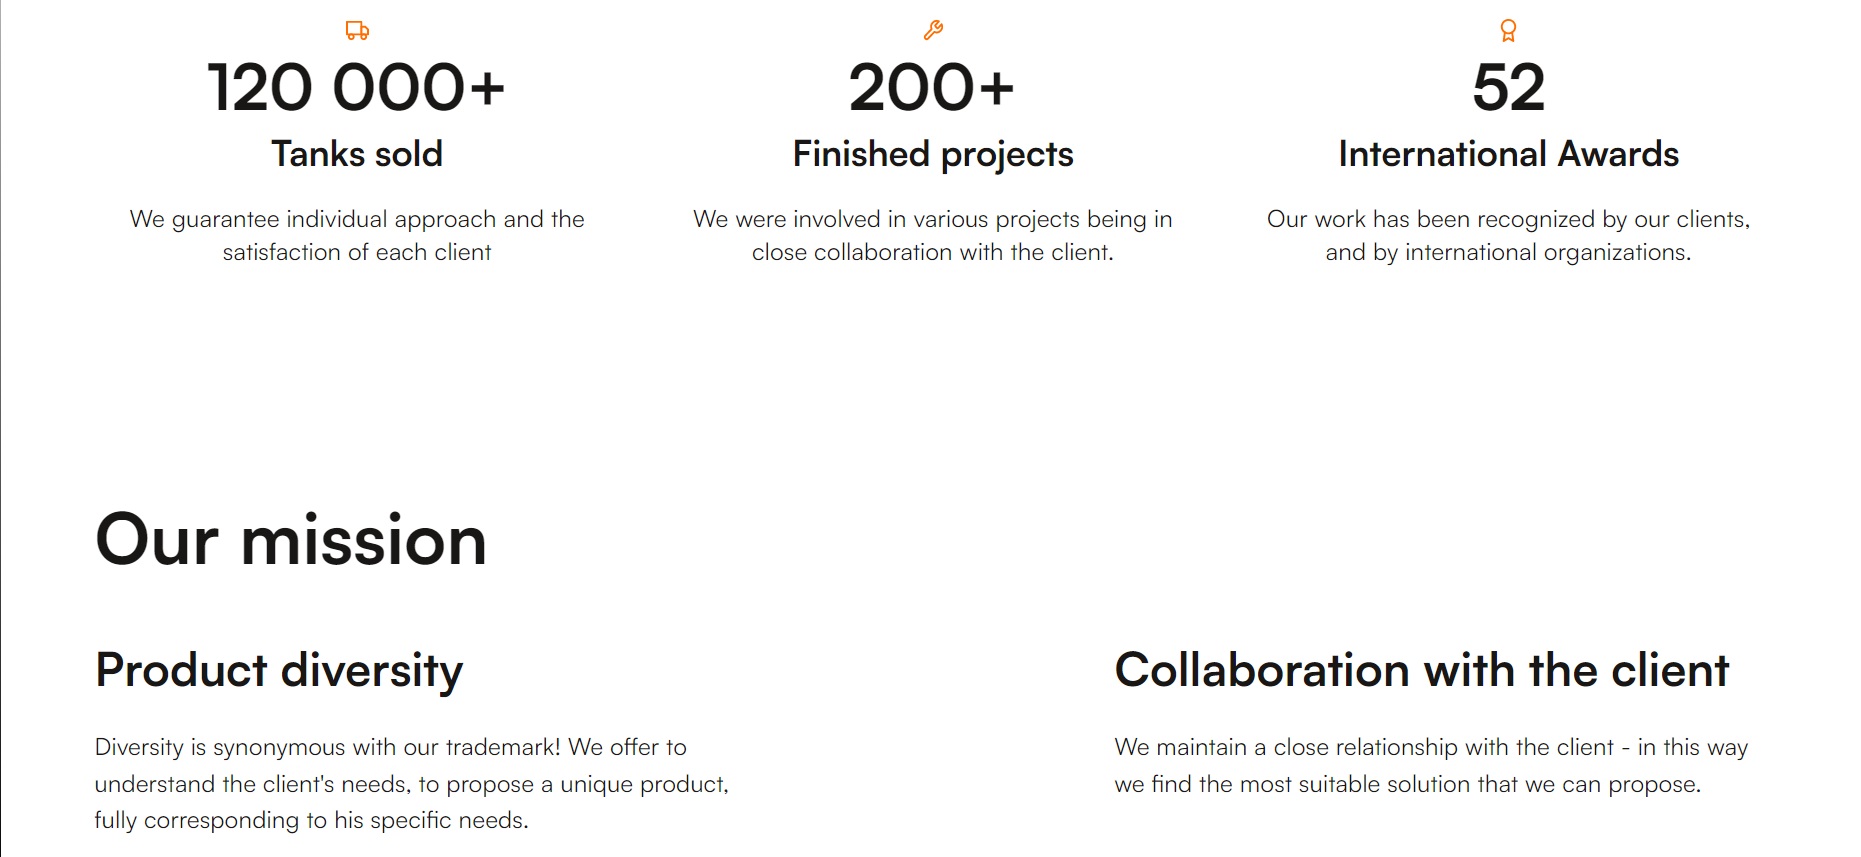 120 000+
Tanks sold
We guarantee individual approach and the
satisfaction of each client
200+
Finished projects
We were involved in various projects being in
close collaboration with the client.
52
International Awards
Our work has been recognized by our clients,
and by international organizations.
Our mission
Product diversity
Diversity is synonymous with our trademark! We offer to
understand the client's needs, to propose a unique product,
fully corresponding to his specific needs.
Collaboration with the client
We maintain a close relationship with the client - in this way
we find the most suitable solution that we can propose.